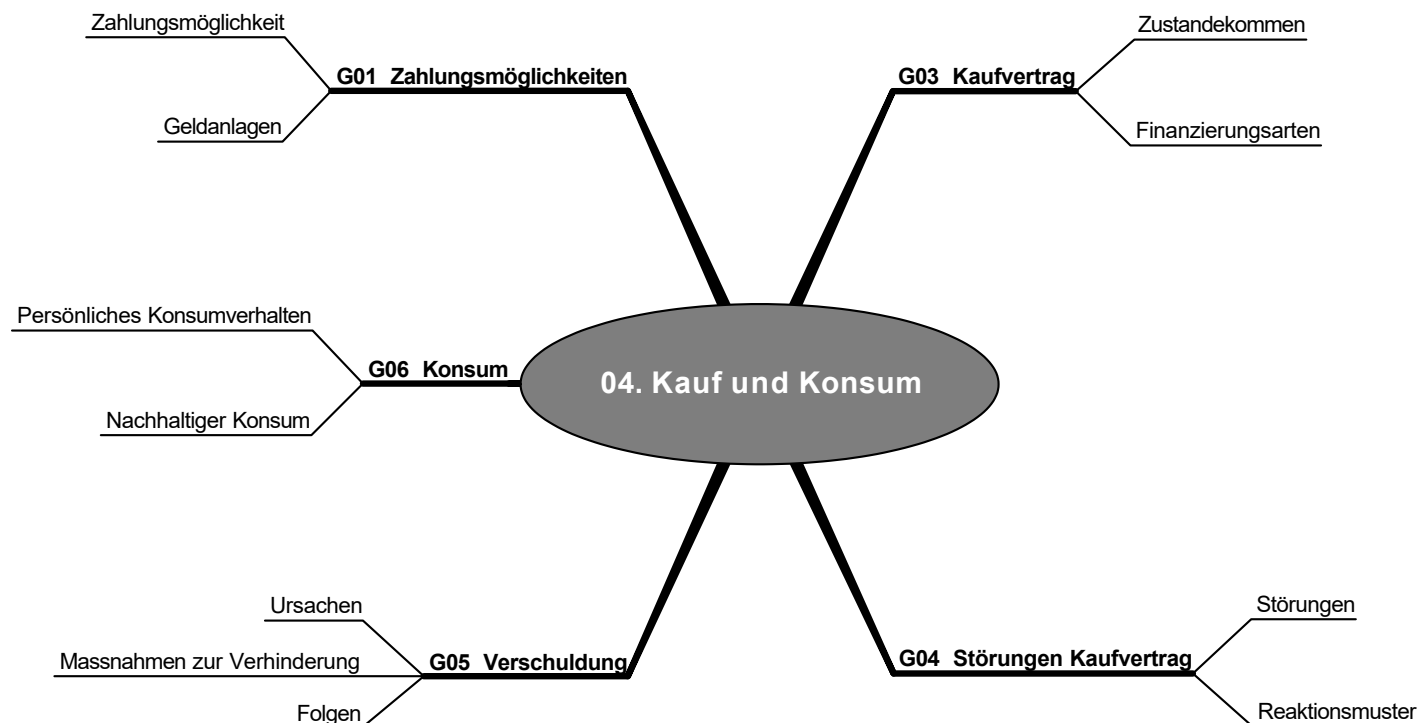 Zahlungsmöglichkeit
G01 Zahlungsmöglichkeiten
Geldanlagen
Zustandekommen
G03 Kaufvertrag
Finanzierungsarten
Persönliches Konsumverhalten
G06 Konsum
Nachhaltiger Konsum
04. Kauf und Konsum
Ursachen
Massnahmen zur Verhinderung
G05 Verschuldung
Folgen
Störungen
G04 Störungen Kaufvertrag
Reaktionsmuster